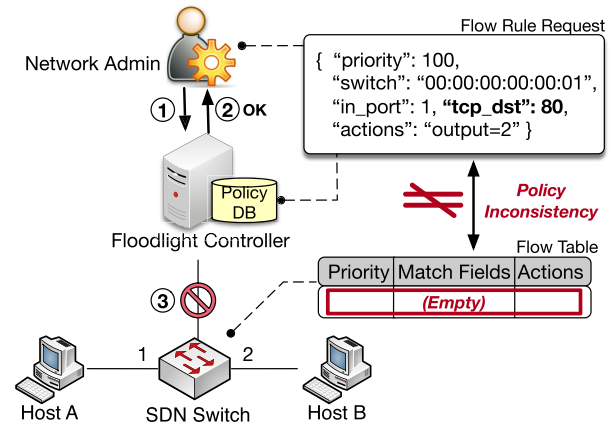 Flow Rule Request
Network Admin
{ “priority”: 100,
“switch”: “00:00:00:00:00:01”,
“in_port”: 1, “tcp_dst”: 80,
“actions”: “output=2” }
1
2 OK
Policy
DB
Policy
Inconsistency
Floodlight Controller
Flow Table
Priority Match Fields Actions
(Empty)
3
1 2
Host A
SDN Switch
Host B